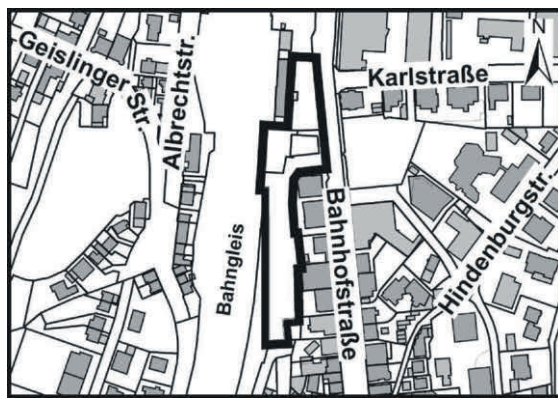 Geislinger Str.
Albrechtstr.
N
Karlstraße
Bahngleis
Bahnhofstraße
Hindenburgstr.